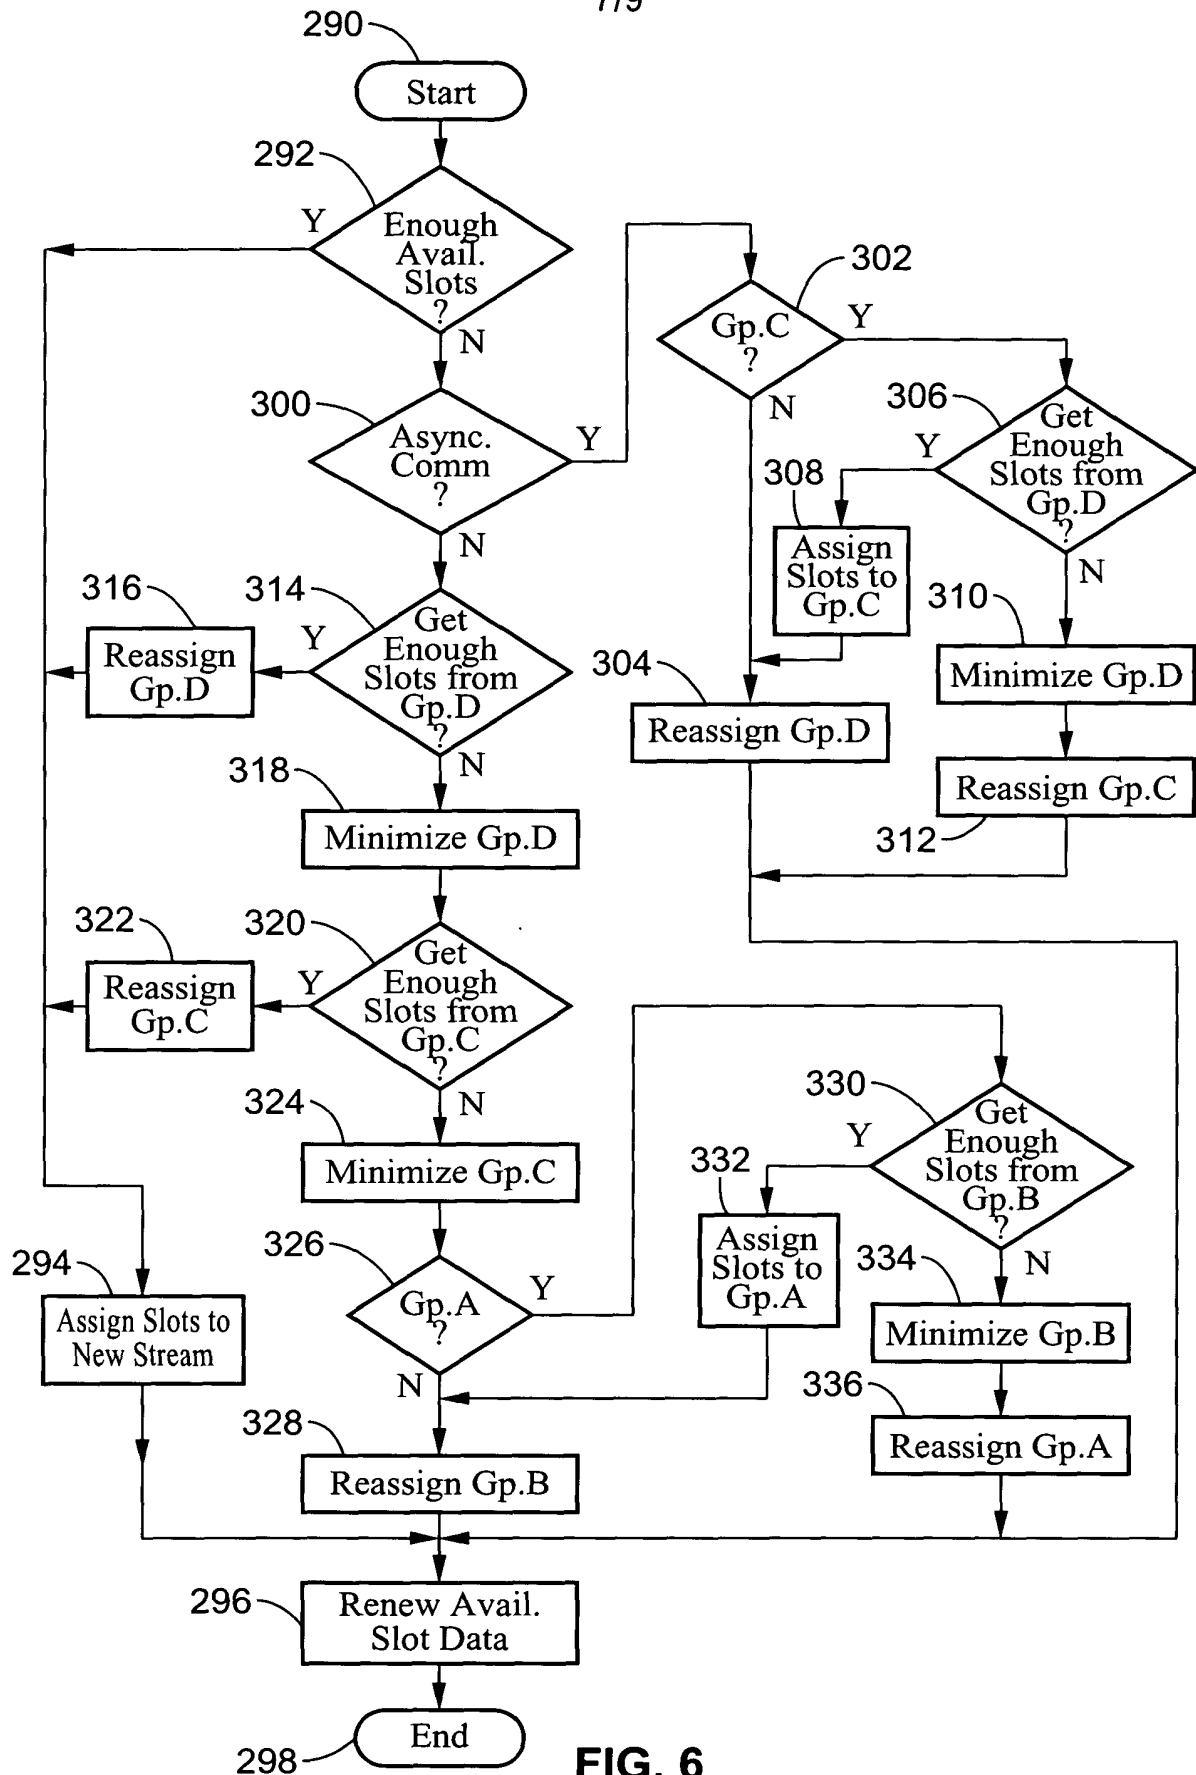 7/9
290
Start
292
Y
Enough
Avail.
Slots
?
N
300
Async.
Comm
?
Y
N
302
Gp.C
?
Y
N
306
Get
Enough
Slots from
Gp.D
?
Y
N
308
Assign
Slots to
Gp.C
310
Minimize Gp.D
304
Reassign Gp.D
Reassign Gp.C
312
316
Reassign
Gp.D
314
Y
Get
Enough
Slots from
Gp.D
?
N
318
Minimize Gp.D
322
Reassign
Gp.C
320
Y
Get
Enough
Slots from
Gp.C
?
N
324
Minimize Gp.C
326
Gp.A
?
Y
N
330
Y
Get
Enough
Slots from
Gp.B
?
N
332
Assign
Slots to
Gp.A
334
Minimize Gp.B
336
Reassign Gp.A
294
Assign Slots to
New Stream
328
Reassign Gp.B
296
Renew Avail.
Slot Data
End
298
FIG. 6